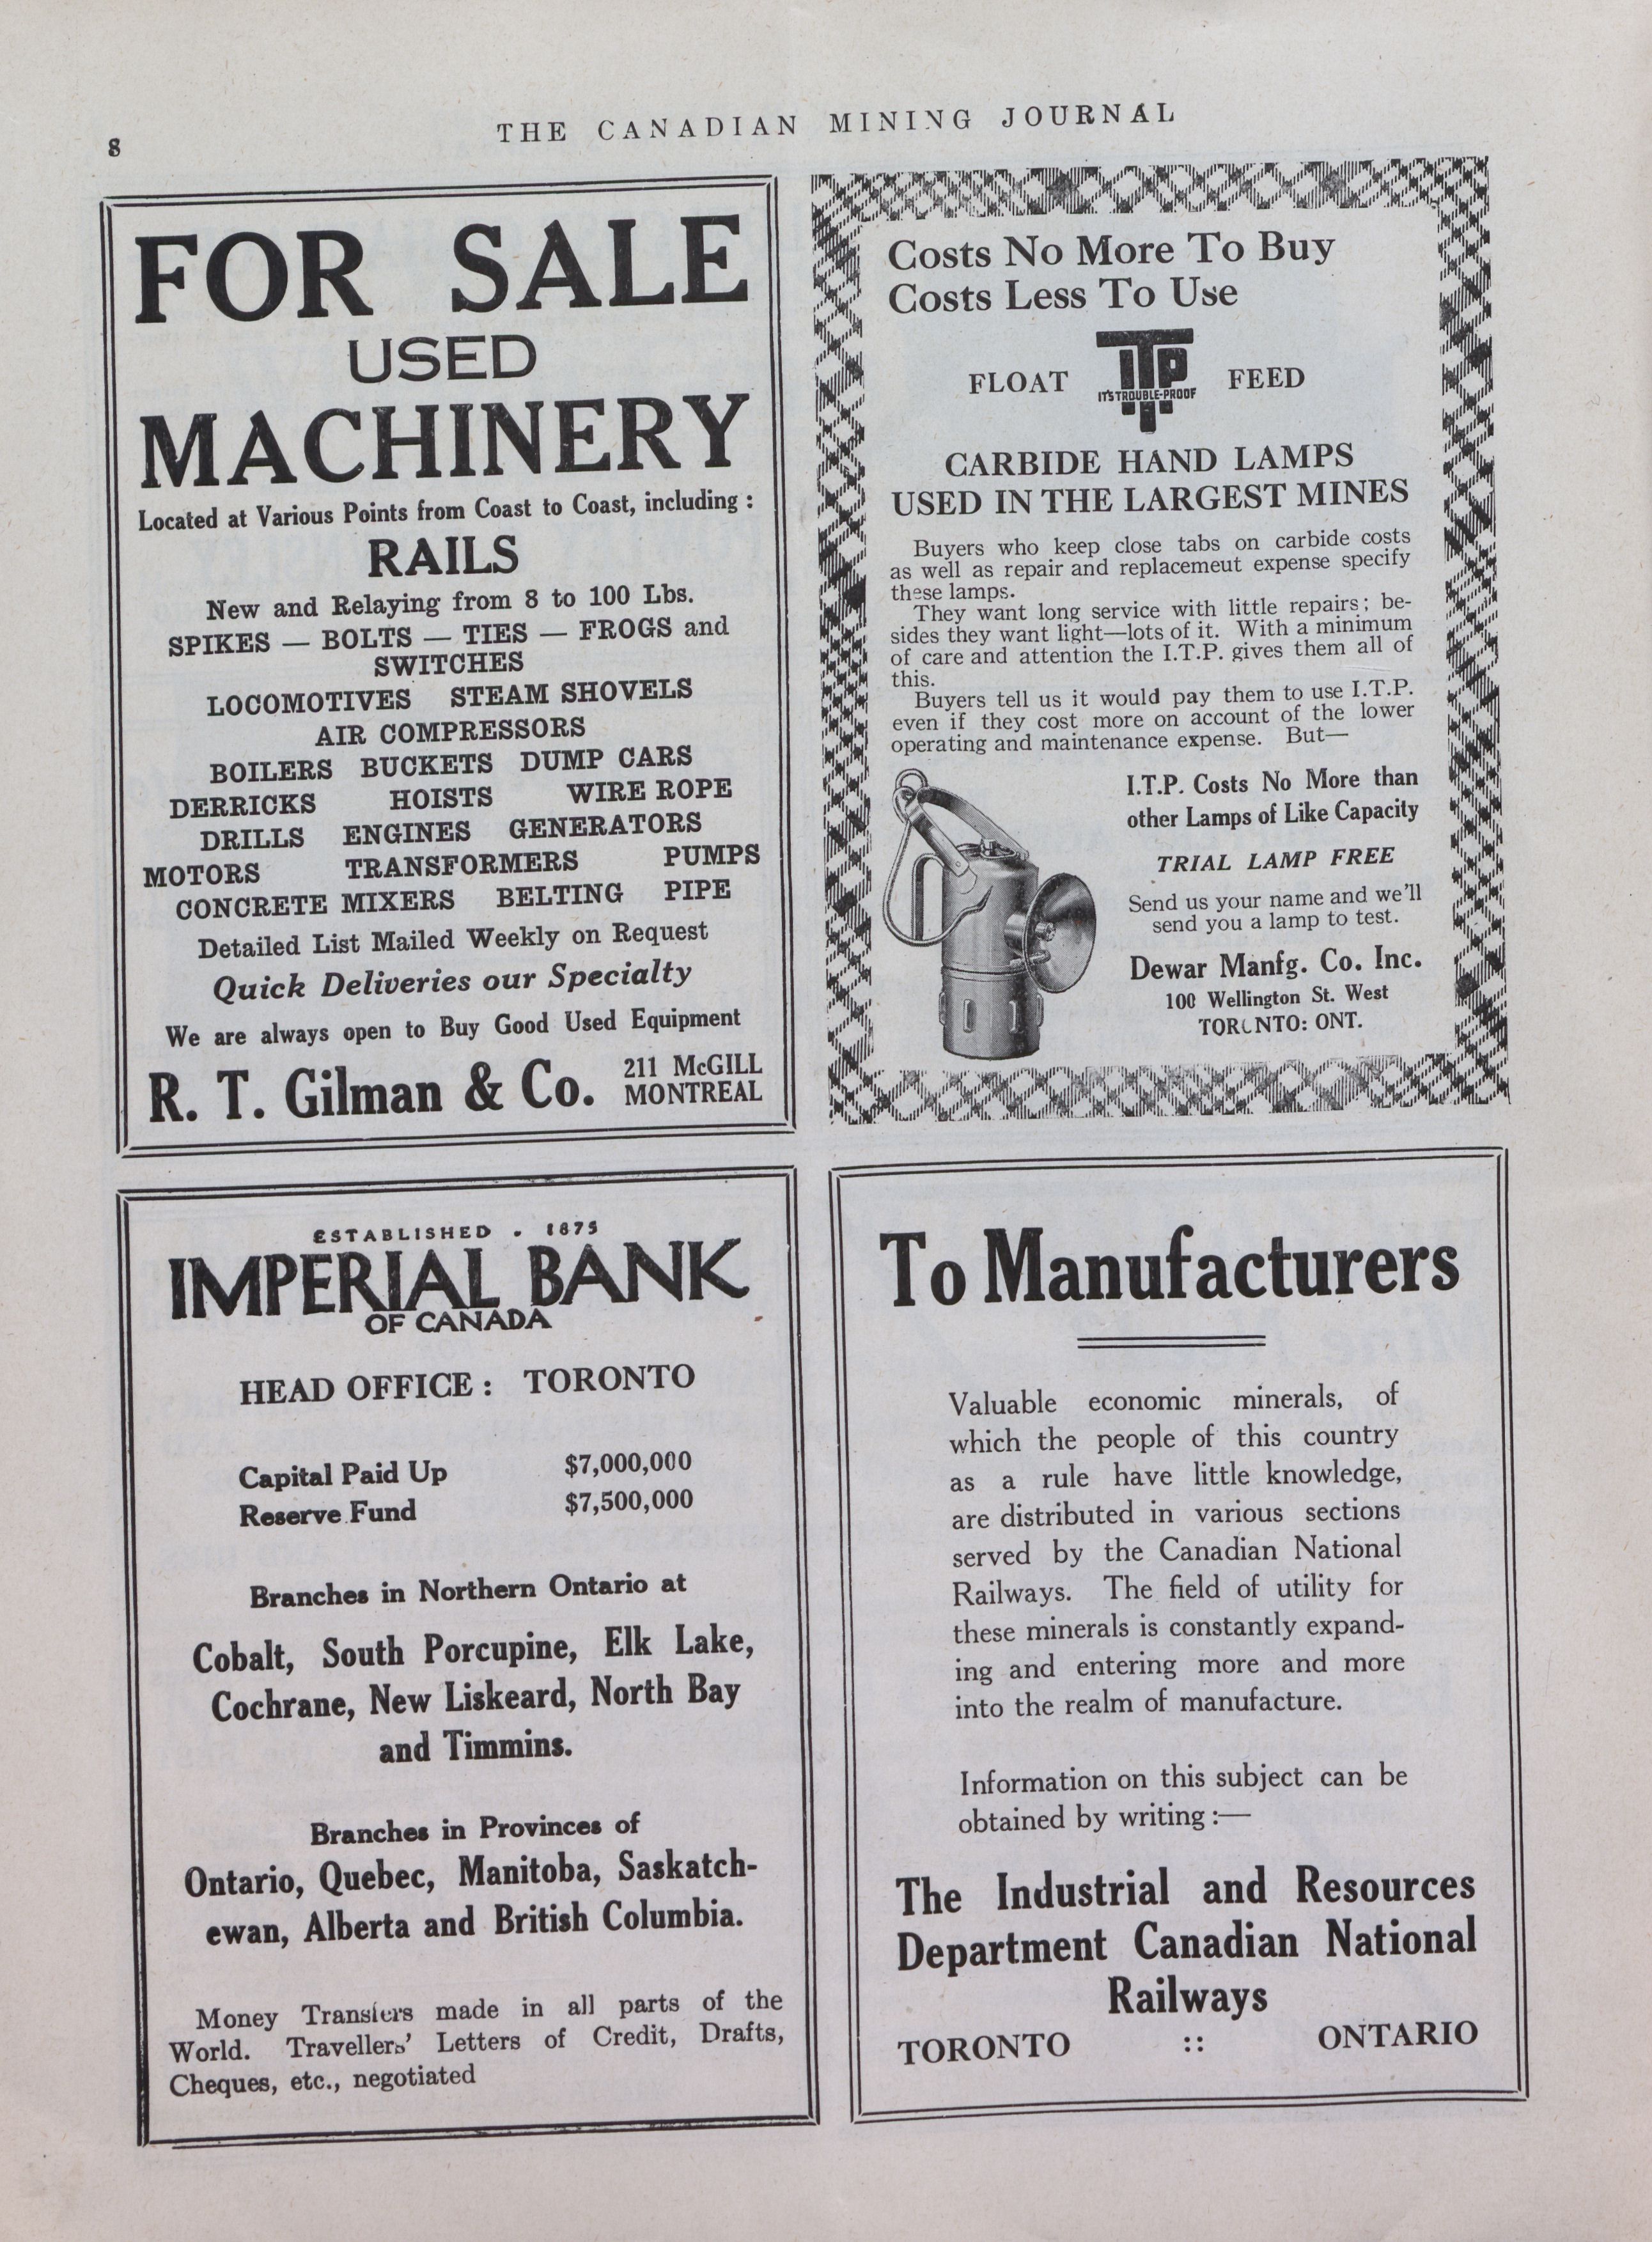 8
THE CANADIAN MINING JOURNAL
FOR SALE
USED
MACHINERY
Located at Various Points from Coast to Coast, including :
RAILS
New and Relaying from 8 to 100 Lbs.
SPIKES — BOLTS — TIES — FROGS and
SWITCHES
LOCOMOTIVES STEAM SHOVELS
AIR COMPRESSORS
BOILERS BUCKETS DUMP CARS
DERRICKS HOISTS WIRE ROPE
DRILLS ENGINES GENERATORS
MOTORS TRANSFORMERS PUMPS
CONCRETE MIXERS BELTING PIPE
Detailed List Mailed Weekly on Request
Quick Deliveries our Specialty
We are always open to Buy Good Used Equipment
R. T. Gilman & Co. 211 McGILL
MONTREAL
Costs No More To Buy
Costs Less To Use
FLOAT ITP FEED
IT'S TROUBLE-PROOF
CARBIDE HAND LAMPS
USED IN THE LARGEST MINES
Buyers who keep close tabs on carbide costs
as well as repair and replacemeut expense specify
these lamps.
They want long service with little repairs; be-
sides they want light—lots of it. With a minimum
of care and attention the I.T.P. gives them all of
this.
Buyers tell us it would pay them to use I.T.P.
even if they cost more on account of the lower
operating and maintenance expense. But—
I.T.P. Costs No More than
other Lamps of Like Capacity
TRIAL LAMP FREE
Send us your name and we'll
send you a lamp to test.
Dewar Manfg. Co. Inc.
100 Wellington St. West
TORONTO: ONT.
ESTABLISHED . 1875
IMPERIAL BANK
OF CANADA
HEAD OFFICE : TORONTO
Capital Paid Up $7,000,000
Reserve Fund $7,500,000
Branches in Northern Ontario at
Cobalt, South Porcupine, Elk Lake,
Cochrane, New Liskeard, North Bay
and Timmins.
Branches in Provinces of
Ontario, Quebec, Manitoba, Saskatch-
ewan, Alberta and British Columbia.
Money Transfers made in all parts of the
World. Travellers' Letters of Credit, Drafts,
Cheques, etc., negotiated
To Manufacturers
Valuable economic minerals, of
which the people of this country
as a rule have little knowledge,
are distributed in various sections
served by the Canadian National
Railways. The field of utility for
these minerals is constantly expand-
ing and entering more and more
into the realm of manufacture.
Information on this subject can be
obtained by writing :—
The Industrial and Resources
Department Canadian National
Railways
TORONTO :: ONTARIO